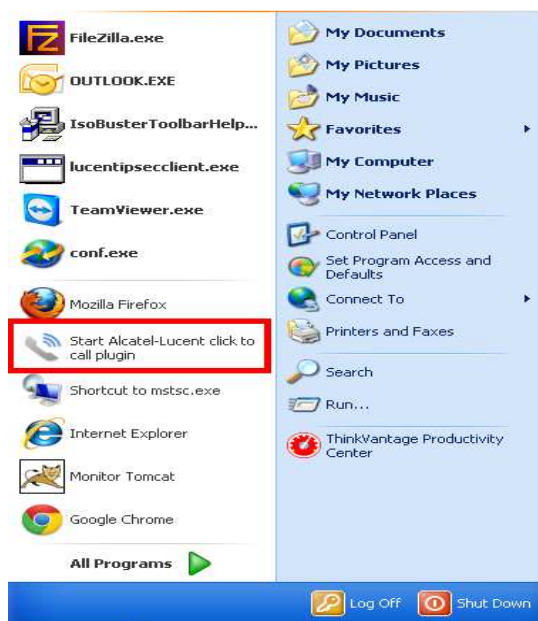 FileZilla.exe
OUTLOOK.EXE
IsoBusterToolbarHelp...
lucentipsecclient.exe
TeamViewer.exe
conf.exe
Mozilla Firefox
Start Alcatel-Lucent click to
call plugin
Shortcut to mstsc.exe
Internet Explorer
Monitor Tomcat
Google Chrome
All Programs
My Documents
My Pictures
My Music
Favorites
My Computer
My Network Places
Control Panel
Set Program Access and
Defaults
Connect To
Printers and Faxes
Search
Run...
ThinkVantage Productivity
Center
Log Off
Shut Down